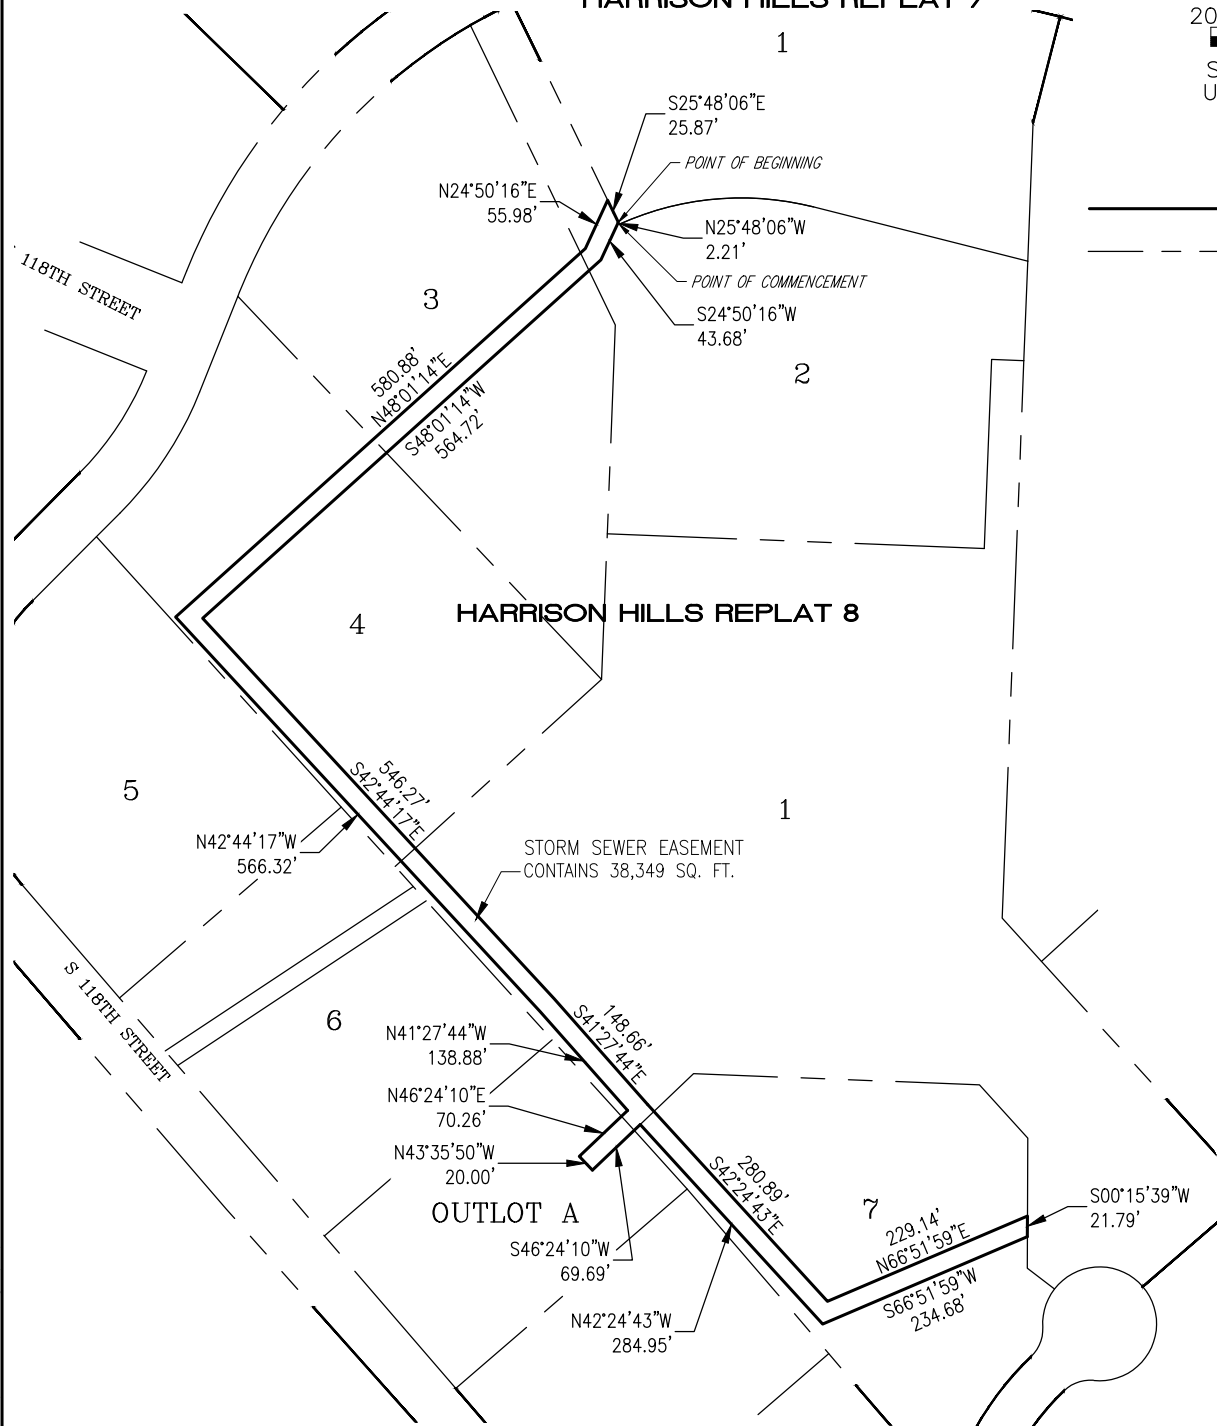 HARRISON HILLS REPLAT 7
20
S
U
1
S25°48'06"E
25.87'
POINT OF BEGINNING
N24°50'16"E
55.98'
N25°48'06"W
2.21'
POINT OF COMMENCEMENT
S24°50'16"W
43.68'
118TH STREET
3
2
580.88'
N48°01'14"E
S48°01'14"W
564.72'
4
HARRISON HILLS REPLAT 8
5
546.27'
S42°44'17"E
1
N42°44'17"W
566.32'
STORM SEWER EASEMENT
CONTAINS 38,349 SQ. FT.
S 118TH STREET
6
N41°27'44"W
138.88'
148.66'
S41°27'44"E
N46°24'10"E
70.26'
N43°35'50"W
20.00'
OUTLOT A
280.89'
S42°24'43"E
7
229.14'
N66°51'59"E
S00°15'39"W
21.79'
S46°24'10"W
69.69'
S66°51'59"W
234.68'
N42°24'43"W
284.95'